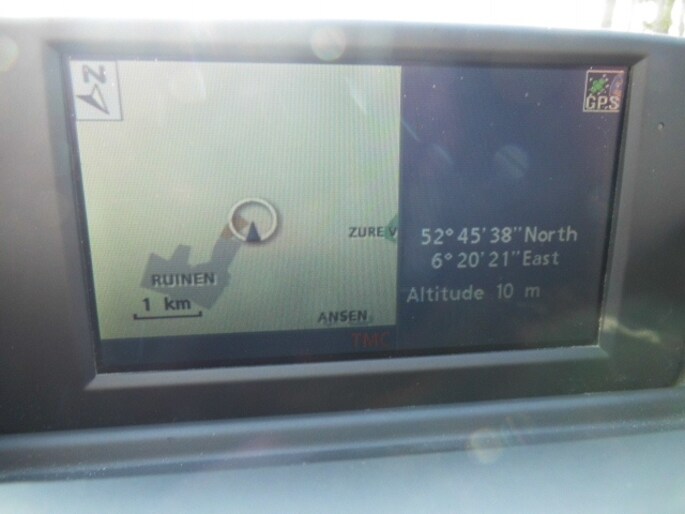 N
GPS
ZURE V
52° 45' 38" North
6° 20' 21" East
RUINEN
1 km
Altitude 10 m
ANSEN
TMC